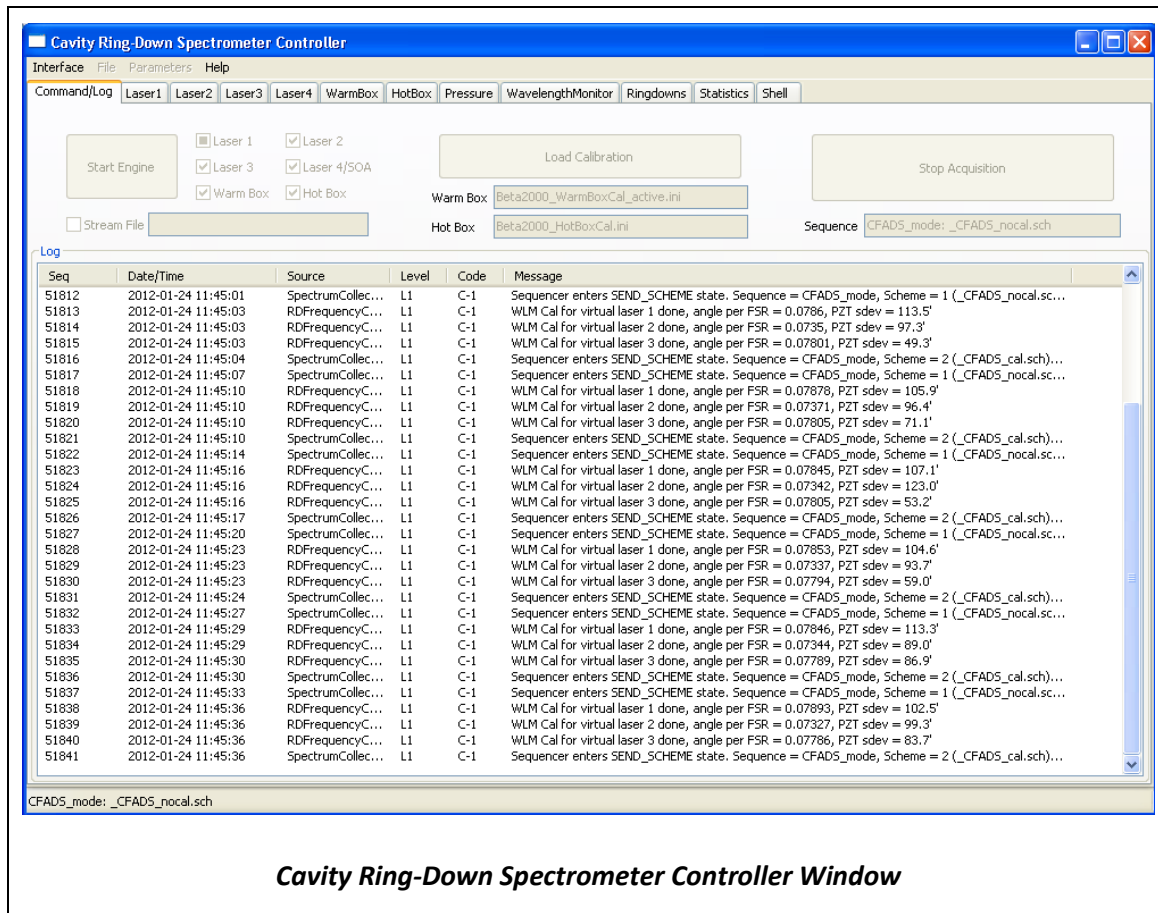 Cavity Ring-Down Spectrometer Controller
Interface File Parameters Help
Command/Log Laser1 Laser2 Laser3 Laser4 WarmBox HotBox Pressure WavelengthMonitor Ringdowns Statistics Shell
Start Engine
Laser 1 Laser 2
Laser 3 Laser 4/SOA
Warm Box Hot Box
Stream File
Load Calibration
Warm Box Beta2000_WarmBoxCal_active.ini
Hot Box Beta2000_HotBoxCal.ini
Stop Acquisition
Sequence CFADS_mode: _CFADS_nocal.sch
Log
Seq Date/Time Source Level Code Message
51812 2012-01-24 11:45:01 SpectrumCollec... L1 C-1 Sequencer enters SEND_SCHEME state. Sequence = CFADS_mode, Scheme = 1 (_CFADS_nocal.sc...
51813 2012-01-24 11:45:03 RDFrequencyC... L1 C-1 WLM Cal for virtual laser 1 done, angle per FSR = 0.0786, PZT sdev = 113.5'
51814 2012-01-24 11:45:03 RDFrequencyC... L1 C-1 WLM Cal for virtual laser 2 done, angle per FSR = 0.0735, PZT sdev = 97.3'
51815 2012-01-24 11:45:03 RDFrequencyC... L1 C-1 WLM Cal for virtual laser 3 done, angle per FSR = 0.07801, PZT sdev = 49.3'
51816 2012-01-24 11:45:04 SpectrumCollec... L1 C-1 Sequencer enters SEND_SCHEME state. Sequence = CFADS_mode, Scheme = 2 (_CFADS_cal.sch)...
51817 2012-01-24 11:45:07 SpectrumCollec... L1 C-1 Sequencer enters SEND_SCHEME state. Sequence = CFADS_mode, Scheme = 1 (_CFADS_nocal.sc...
51818 2012-01-24 11:45:10 RDFrequencyC... L1 C-1 WLM Cal for virtual laser 1 done, angle per FSR = 0.07878, PZT sdev = 105.9'
51819 2012-01-24 11:45:10 RDFrequencyC... L1 C-1 WLM Cal for virtual laser 2 done, angle per FSR = 0.07371, PZT sdev = 96.4'
51820 2012-01-24 11:45:10 RDFrequencyC... L1 C-1 WLM Cal for virtual laser 3 done, angle per FSR = 0.07805, PZT sdev = 71.1'
51821 2012-01-24 11:45:10 SpectrumCollec... L1 C-1 Sequencer enters SEND_SCHEME state. Sequence = CFADS_mode, Scheme = 2 (_CFADS_cal.sch)...
51822 2012-01-24 11:45:14 SpectrumCollec... L1 C-1 Sequencer enters SEND_SCHEME state. Sequence = CFADS_mode, Scheme = 1 (_CFADS_nocal.sc...
51823 2012-01-24 11:45:16 RDFrequencyC... L1 C-1 WLM Cal for virtual laser 1 done, angle per FSR = 0.07845, PZT sdev = 107.1'
51824 2012-01-24 11:45:16 RDFrequencyC... L1 C-1 WLM Cal for virtual laser 2 done, angle per FSR = 0.07342, PZT sdev = 123.0'
51825 2012-01-24 11:45:16 RDFrequencyC... L1 C-1 WLM Cal for virtual laser 3 done, angle per FSR = 0.07805, PZT sdev = 53.2'
51826 2012-01-24 11:45:17 SpectrumCollec... L1 C-1 Sequencer enters SEND_SCHEME state. Sequence = CFADS_mode, Scheme = 2 (_CFADS_cal.sch)...
51827 2012-01-24 11:45:20 SpectrumCollec... L1 C-1 Sequencer enters SEND_SCHEME state. Sequence = CFADS_mode, Scheme = 1 (_CFADS_nocal.sc...
51828 2012-01-24 11:45:23 RDFrequencyC... L1 C-1 WLM Cal for virtual laser 1 done, angle per FSR = 0.07853, PZT sdev = 104.6'
51829 2012-01-24 11:45:23 RDFrequencyC... L1 C-1 WLM Cal for virtual laser 2 done, angle per FSR = 0.07337, PZT sdev = 93.7'
51830 2012-01-24 11:45:23 RDFrequencyC... L1 C-1 WLM Cal for virtual laser 3 done, angle per FSR = 0.07794, PZT sdev = 59.0'
51831 2012-01-24 11:45:24 SpectrumCollec... L1 C-1 Sequencer enters SEND_SCHEME state. Sequence = CFADS_mode, Scheme = 2 (_CFADS_cal.sch)...
51832 2012-01-24 11:45:27 SpectrumCollec... L1 C-1 Sequencer enters SEND_SCHEME state. Sequence = CFADS_mode, Scheme = 1 (_CFADS_nocal.sc...
51833 2012-01-24 11:45:29 RDFrequencyC... L1 C-1 WLM Cal for virtual laser 1 done, angle per FSR = 0.07846, PZT sdev = 113.3'
51834 2012-01-24 11:45:29 RDFrequencyC... L1 C-1 WLM Cal for virtual laser 2 done, angle per FSR = 0.07344, PZT sdev = 89.0'
51835 2012-01-24 11:45:30 RDFrequencyC... L1 C-1 WLM Cal for virtual laser 3 done, angle per FSR = 0.07789, PZT sdev = 86.9'
51836 2012-01-24 11:45:30 SpectrumCollec... L1 C-1 Sequencer enters SEND_SCHEME state. Sequence = CFADS_mode, Scheme = 2 (_CFADS_cal.sch)...
51837 2012-01-24 11:45:33 SpectrumCollec... L1 C-1 Sequencer enters SEND_SCHEME state. Sequence = CFADS_mode, Scheme = 1 (_CFADS_nocal.sc...
51838 2012-01-24 11:45:36 RDFrequencyC... L1 C-1 WLM Cal for virtual laser 1 done, angle per FSR = 0.07893, PZT sdev = 102.5'
51839 2012-01-24 11:45:36 RDFrequencyC... L1 C-1 WLM Cal for virtual laser 2 done, angle per FSR = 0.07327, PZT sdev = 99.3'
51840 2012-01-24 11:45:36 RDFrequencyC... L1 C-1 WLM Cal for virtual laser 3 done, angle per FSR = 0.07786, PZT sdev = 83.7'
51841 2012-01-24 11:45:36 SpectrumCollec... L1 C-1 Sequencer enters SEND_SCHEME state. Sequence = CFADS_mode, Scheme = 2 (_CFADS_cal.sch)...
CFADS_mode: _CFADS_nocal.sch
Cavity Ring-Down Spectrometer Controller Window